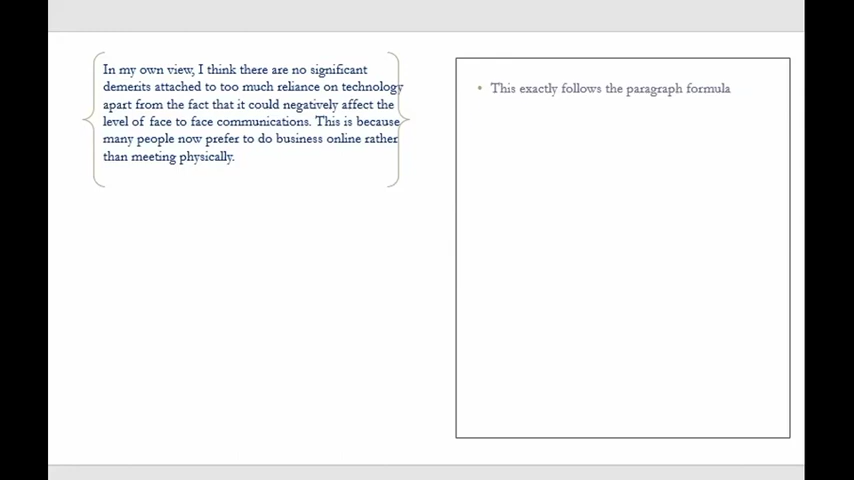 In my own view, I think there are no significant
demerits attached to too much reliance on technology
apart from the fact that it could negatively affect the
level of face to face communications. This is because
many people now prefer to do business online rather
than meeting physically.
• This exactly follows the paragraph formula